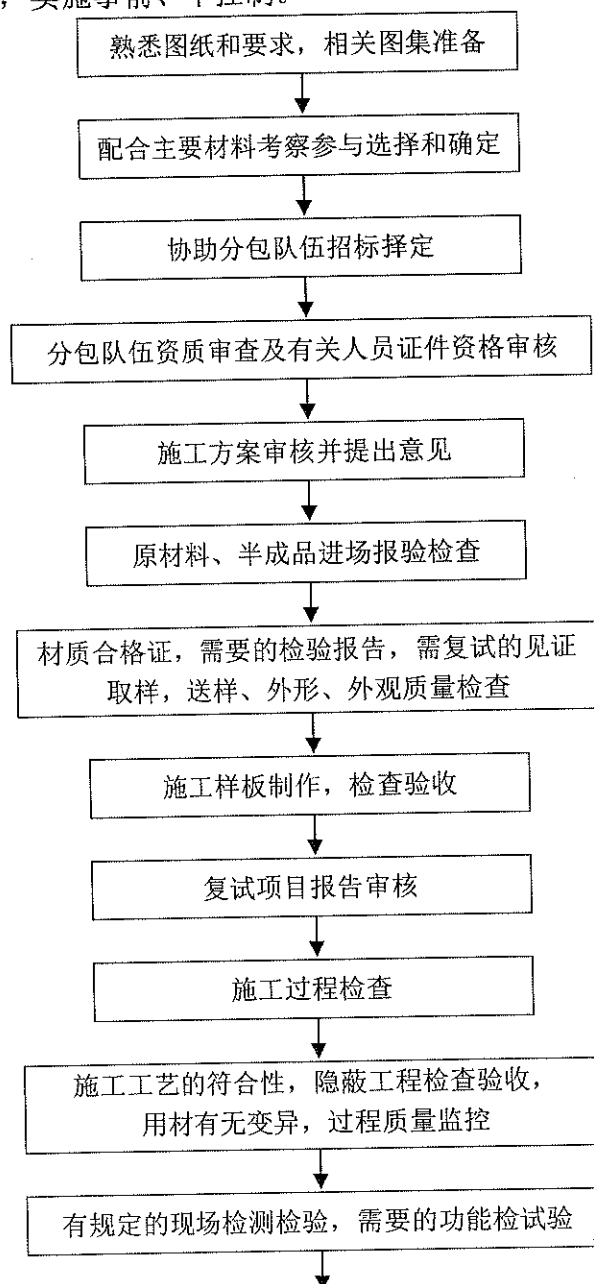 ，实施事前、中控制。
熟悉图纸和要求，相关图集准备
配合主要材料考察参与选择和确定
协助分包队伍招标择定
分包队伍资质审查及有关人员证件资格审核
施工方案审核并提出意见
原材料、半成品进场报验检查
材质合格证，需要的检验报告，需复试的见证
取样，送样、外形、外观质量检查
施工样板制作，检查验收
复试项目报告审核
施工过程检查
施工工艺的符合性，隐蔽工程检查验收，
用材有无变异，过程质量监控
有规定的现场检测检验，需要的功能检试验